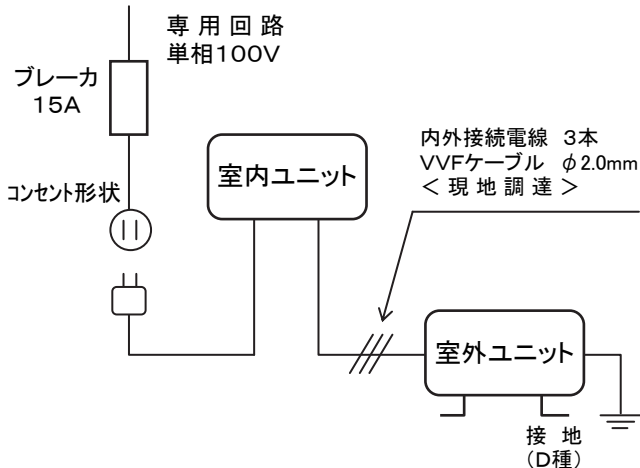 専用回路
単相100V
ブレーカ
15A
コンセント形状
室内ユニット
内外接続電線 3本
VVFケーブル φ2.0mm
<現地調達>
室外ユニット
接地
(D種)